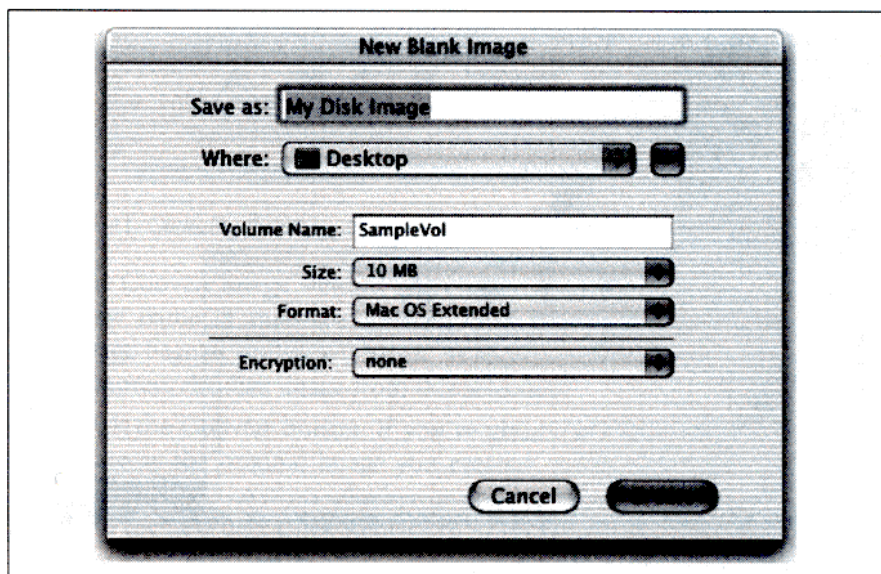 New Blank Image
Save as: My Disk Image
Where: Desktop
Volume Name: SampleVol
Size: 10 MB
Format: Mac OS Extended
Encryption: none
Cancel